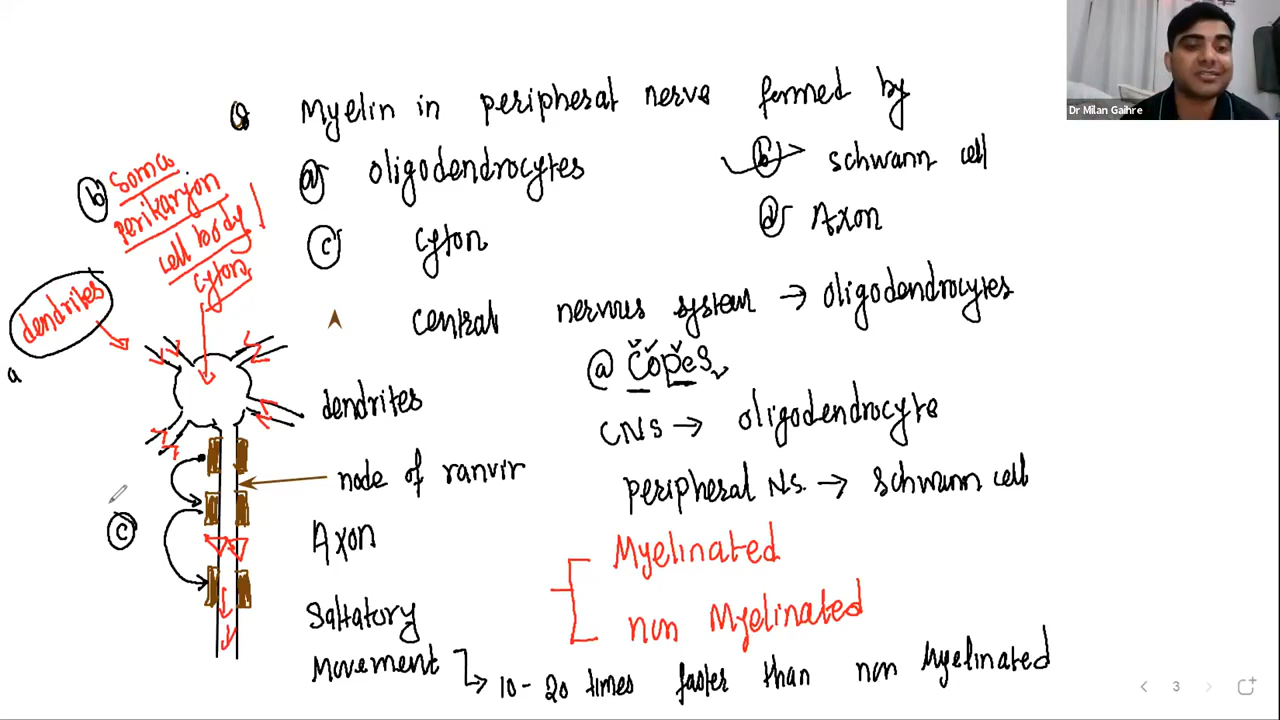 Dr Milan Gaihre
Q Myelin in peripheral nerve formed by
(a) oligodendrocytes
(b) schwann cell
(c) cyton
(d) Axon
(b) Soma
perikaryon
cell body
cyton
dendrites
a
central nervous system → oligodendrocytes
@ COPeS
dendrites
CNS → oligodendrocyte
node of ranvir
peripheral N.S. → schwann cell
(c)
Axon
Myelinated
non Myelinated
Saltatory
Movement
→ 10-20 times faster than non Myelinated
3